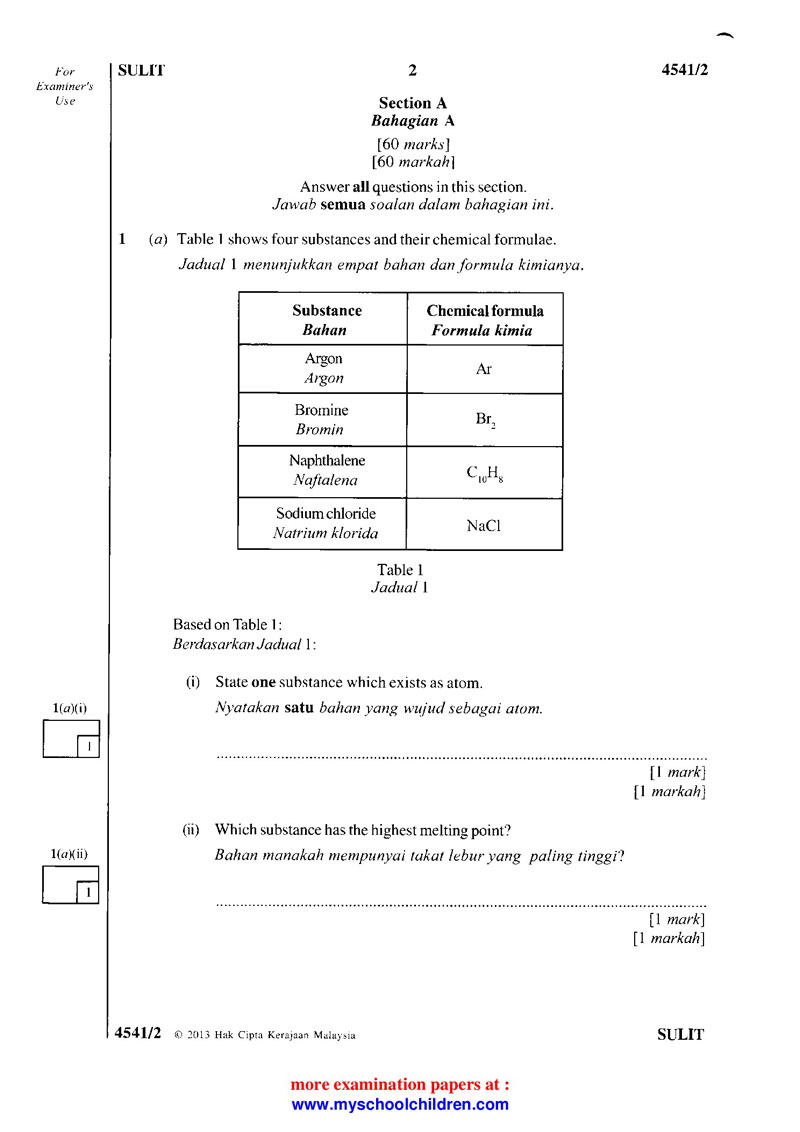 For
Examiner's
Use
SULIT 2 4541/2
Section A
Bahagian A
[60 marks]
[60 markah]
Answer all questions in this section.
Jawab semua soalan dalam bahagian ini.
1 (a) Table 1 shows four substances and their chemical formulae.
Jadual 1 menunjukkan empat bahan dan formula kimianya.
Substance Chemical formula
Bahan Formula kimia
Argon
Argon
Ar
Bromine
Bromin
Br₂
Naphthalene
Naftalena
C₁₀H₈
Sodium chloride
Natrium klorida
NaCl
Table 1
Jadual 1
Based on Table 1:
Berdasarkan Jadual 1:
(i) State one substance which exists as atom.
Nyatakan satu bahan yang wujud sebagai atom.
1(a)(i)
1
[1 mark]
[1 markah]
(ii) Which substance has the highest melting point?
Bahan manakah mempunyai takat lebur yang paling tinggi?
1(a)(ii)
1
[1 mark]
[1 markah]
4541/2 © 2013 Hak Cipta Kerajaan Malaysia SULIT
more examination papers at :
www.myschoolchildren.com